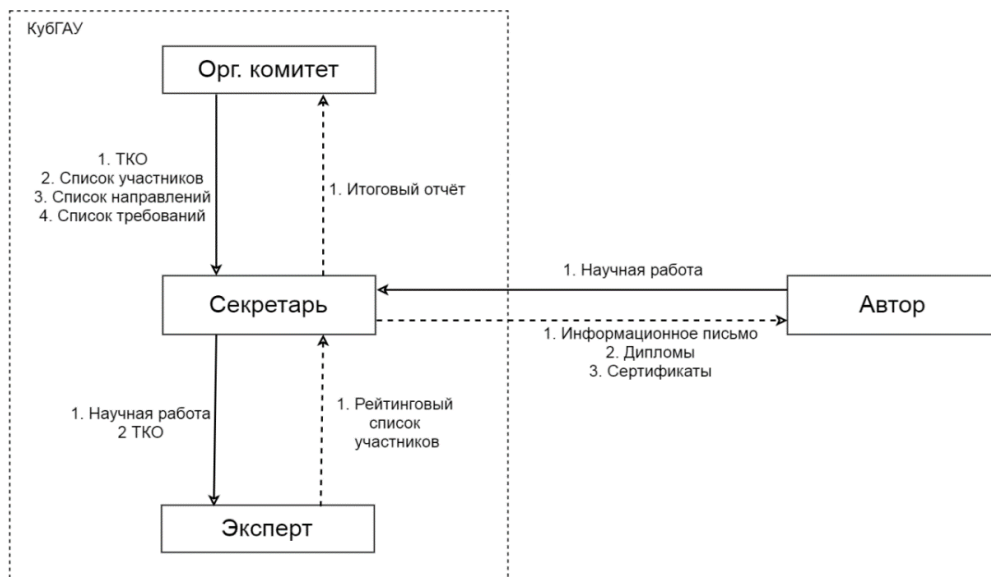 КубГАУ
Орг. комитет
1. ТКО
2. Список участников
3. Список направлений
4. Список требований
1. Итоговый отчёт
1. Научная работа
Секретарь
Автор
1. Информационное письмо
2. Дипломы
3. Сертификаты
1. Научная работа
2 ТКО
1. Рейтинговый
список
участников
Эксперт